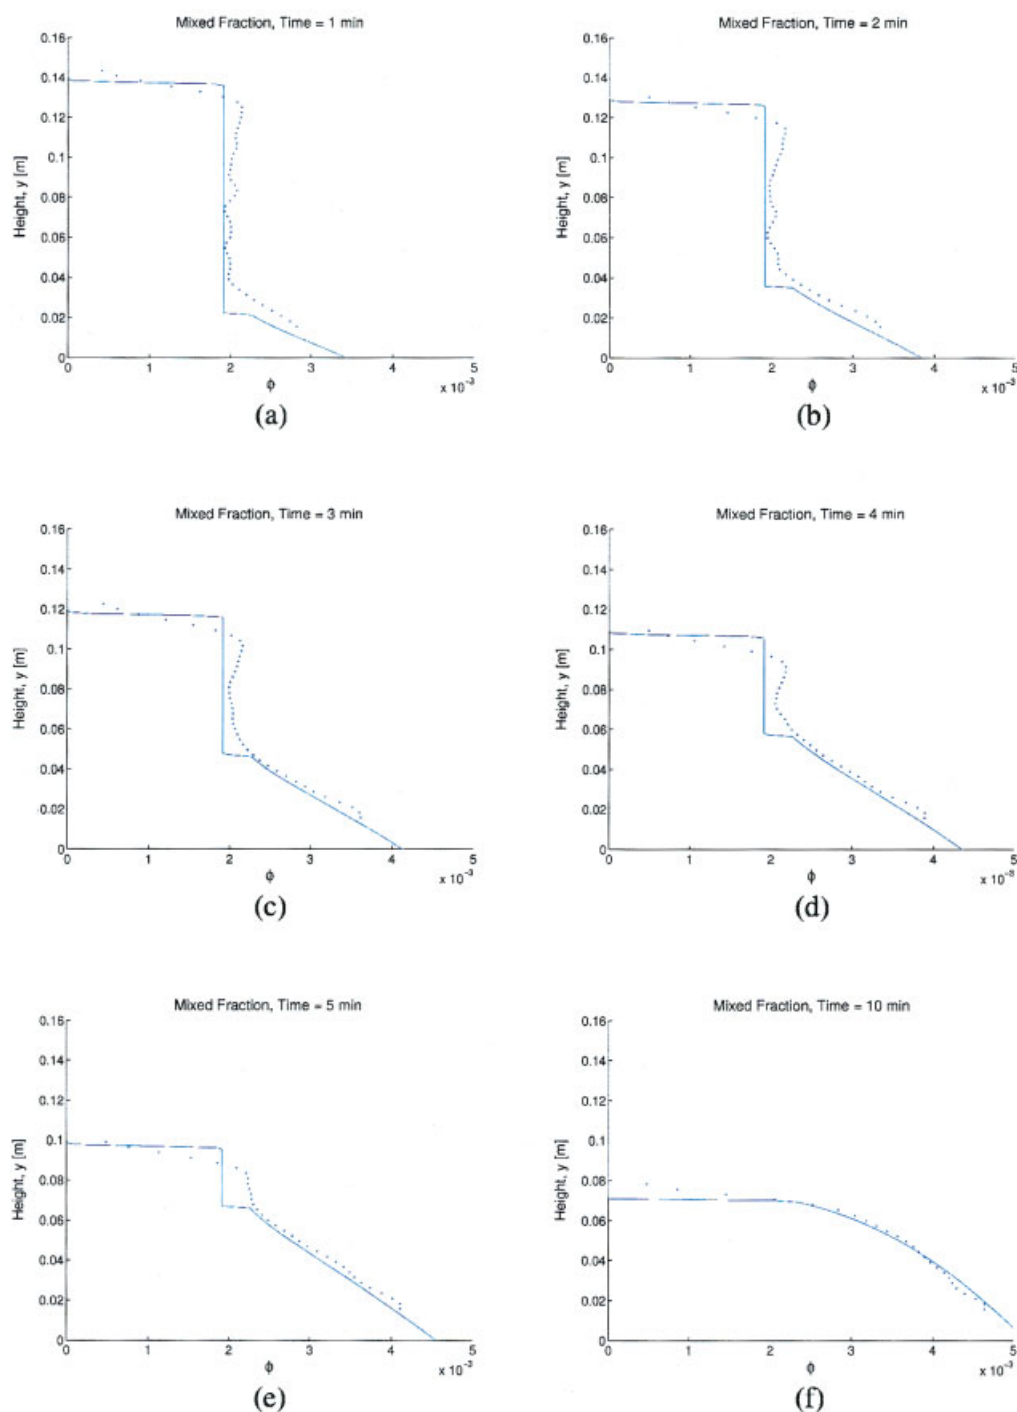 Mixed Fraction, Time = 1 min
0.16
0.14
0.12
0.1
0.08
0.06
0.04
0.02
0
Height, y [m]
0 1 2 3 4 5
ϕ
x 10⁻³
(a)
Mixed Fraction, Time = 2 min
0.16
0.14
0.12
0.1
0.08
0.06
0.04
0.02
0
Height, y [m]
0 1 2 3 4 5
ϕ
x 10⁻³
(b)
Mixed Fraction, Time = 3 min
0.16
0.14
0.12
0.1
0.08
0.06
0.04
0.02
0
Height, y [m]
0 1 2 3 4 5
ϕ
x 10⁻³
(c)
Mixed Fraction, Time = 4 min
0.16
0.14
0.12
0.1
0.08
0.06
0.04
0.02
0
Height, y [m]
0 1 2 3 4 5
ϕ
x 10⁻³
(d)
Mixed Fraction, Time = 5 min
0.16
0.14
0.12
0.1
0.08
0.06
0.04
0.02
0
Height, y [m]
0 1 2 3 4 5
ϕ
x 10⁻³
(e)
Mixed Fraction, Time = 10 min
0.16
0.14
0.12
0.1
0.08
0.06
0.04
0.02
0
Height, y [m]
0 1 2 3 4 5
ϕ
x 10⁻³
(f)